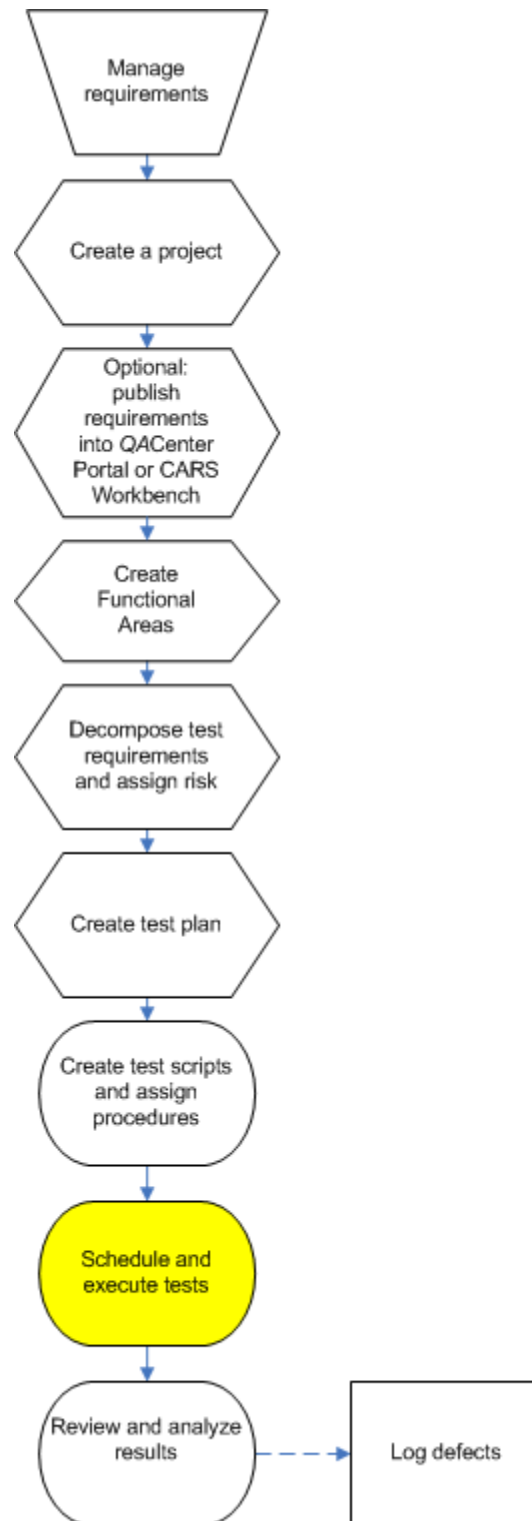 Manage
requirements
Create a project
Optional:
publish
requirements
into QACenter
Portal or CARS
Workbench
Create
Functional
Areas
Decompose test
requirements
and assign risk
Create test plan
Create test scripts
and assign
procedures
Schedule and
execute tests
Review and analyze
results
Log defects